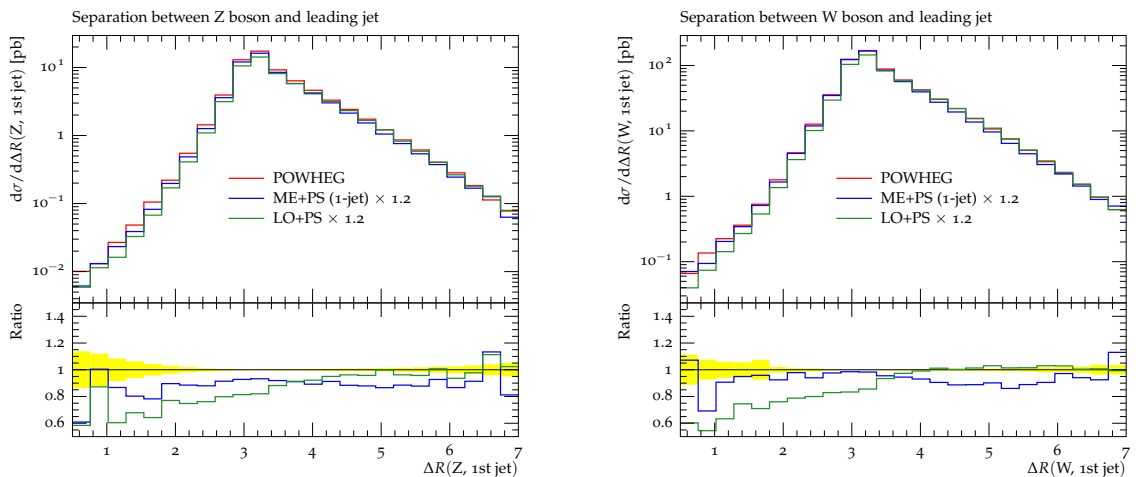 Separation between Z boson and leading jet
dσ/dΔR(Z, 1st jet) [pb]
10^1
1
10^−1
10^−2
POWHEG
ME+PS (1-jet) × 1.2
LO+PS × 1.2
Ratio
1.4
1.2
1
0.8
0.6
1 2 3 4 5 6 7
ΔR(Z, 1st jet)
Separation between W boson and leading jet
dσ/dΔR(W, 1st jet) [pb]
10^2
10^1
1
10^−1
POWHEG
ME+PS (1-jet) × 1.2
LO+PS × 1.2
Ratio
1.4
1.2
1
0.8
0.6
1 2 3 4 5 6 7
ΔR(W, 1st jet)